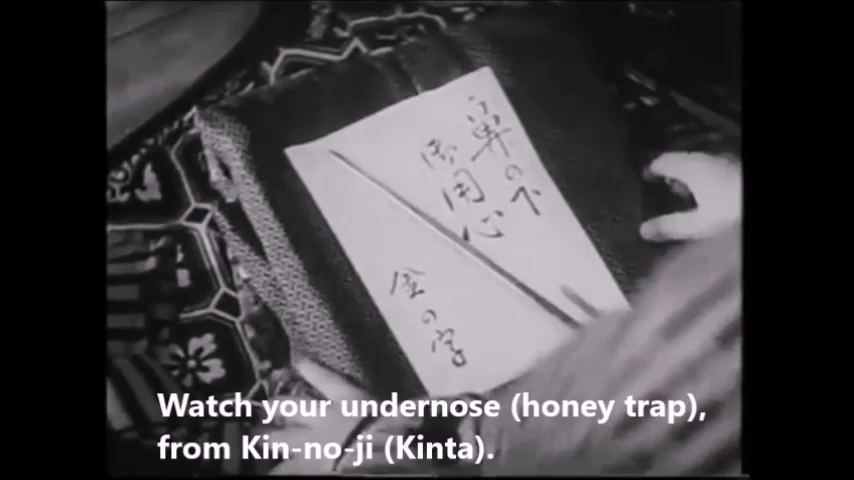 鼻の下
御用心
金の字
Watch your undernose (honey trap),
from Kin-no-ji (Kinta).